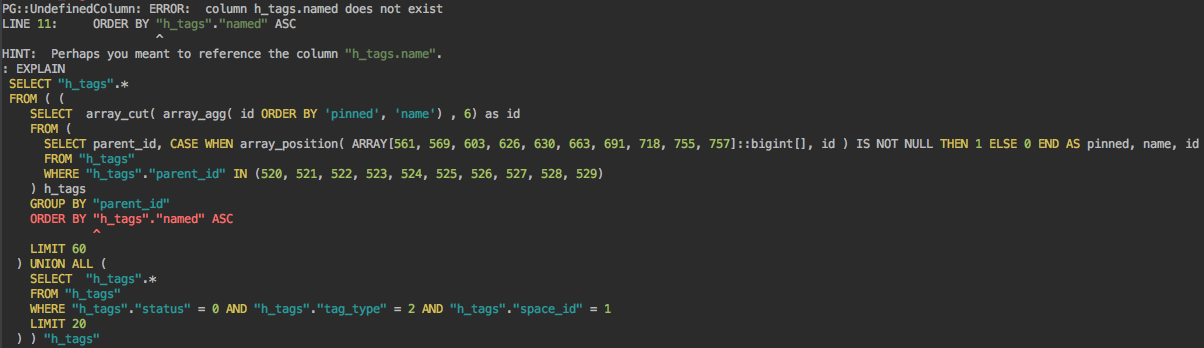 PG::UndefinedColumn: ERROR:  column h_tags.named does not exist
LINE 11:     ORDER BY "h_tags"."named" ASC
                      ^
HINT:  Perhaps you meant to reference the column "h_tags.name".
: EXPLAIN
 SELECT "h_tags".*
 FROM ( (
    SELECT  array_cut( array_agg( id ORDER BY 'pinned', 'name') , 6) as id
    FROM (
      SELECT parent_id, CASE WHEN array_position( ARRAY[561, 569, 603, 626, 630, 663, 691, 718, 755, 757]::bigint[], id ) IS NOT NULL THEN 1 ELSE 0 END AS pinned, name, id
      FROM "h_tags"
      WHERE "h_tags"."parent_id" IN (520, 521, 522, 523, 524, 525, 526, 527, 528, 529)
    ) h_tags
    GROUP BY "parent_id"
    ORDER BY "h_tags"."named" ASC
             ^
    LIMIT 60
  ) UNION ALL (
    SELECT  "h_tags".*
    FROM "h_tags"
    WHERE "h_tags"."status" = 0 AND "h_tags"."tag_type" = 2 AND "h_tags"."space_id" = 1
    LIMIT 20
  ) ) "h_tags"